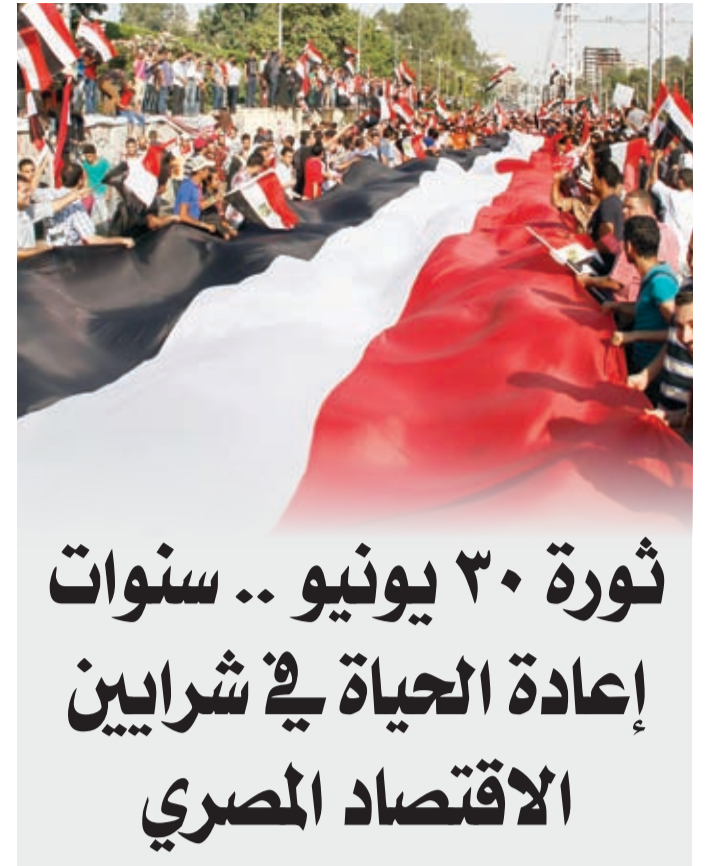 ثورة ٣٠ يونيو .. سنوات
إعادة الحياة في شرايين
الاقتصاد المصري